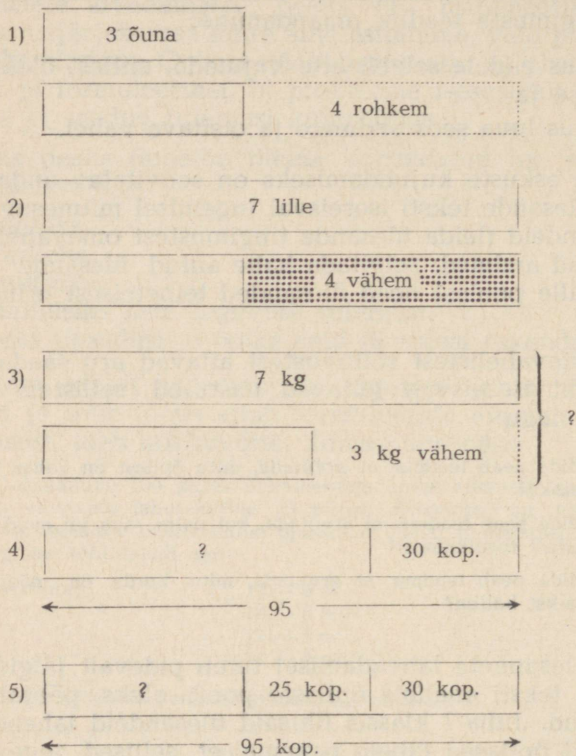 1) 3 õuna
4 rohkem
2) 7 lille
4 vähem
3) 7 kg
?
3 kg vähem
4) ? 30 kop.
95
5) ? 25 kop. 30 kop.
95 kop.